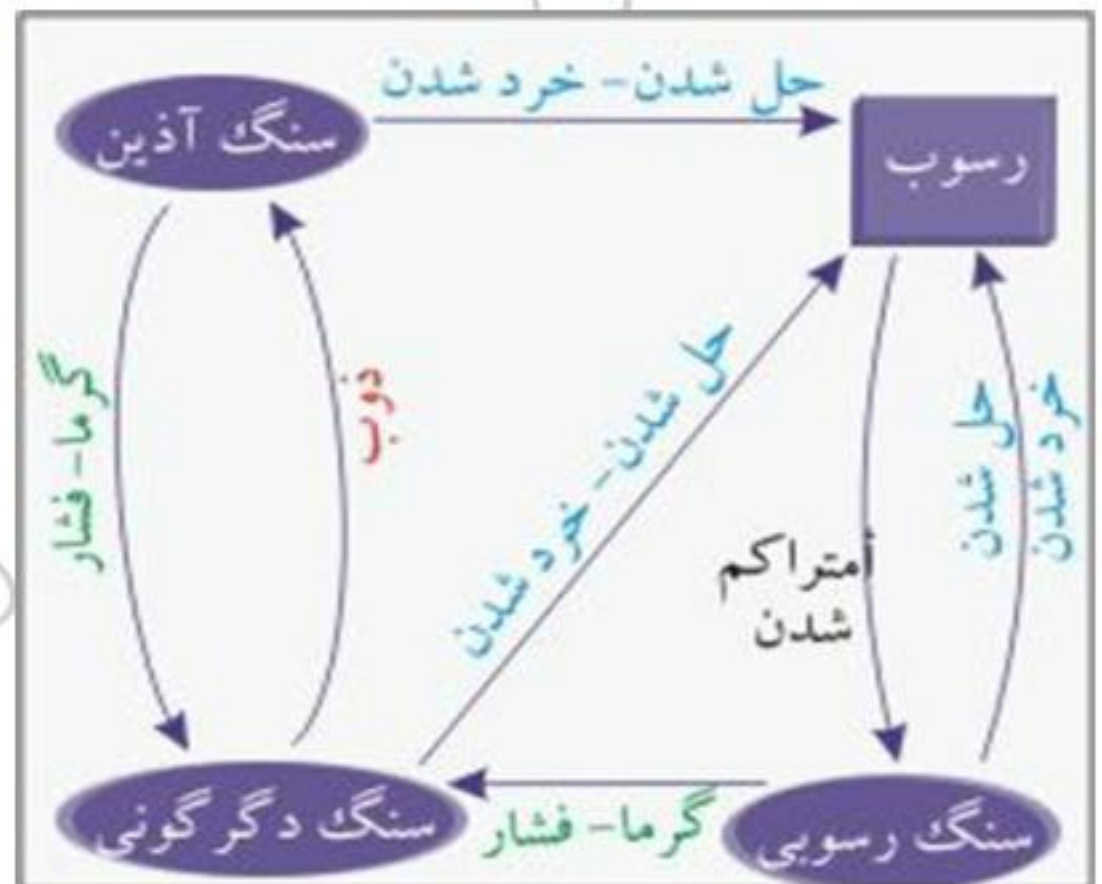 حل شدن - خرد شدن
سنگ آذین
رسوب
گرما - فشار
ذوب
حل شدن - خرد شدن
متراکم
شدن
حل شدن
خرد شدن
سنگ دگرگونی
گرما - فشار
سنگ رسوبی